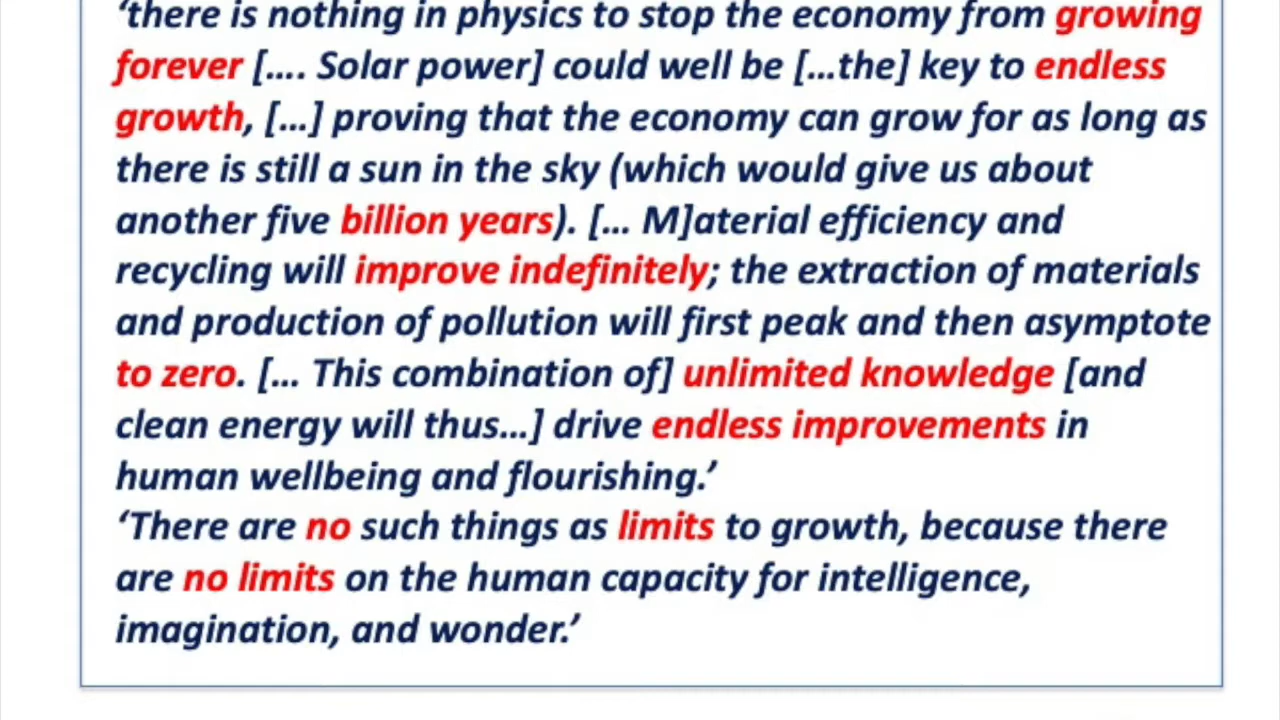 ‘there is nothing in physics to stop the economy from growing
forever [.... Solar power] could well be [...the] key to endless
growth, [...] proving that the economy can grow for as long as
there is still a sun in the sky (which would give us about
another five billion years). [... M]aterial efficiency and
recycling will improve indefinitely; the extraction of materials
and production of pollution will first peak and then asymptote
to zero. [... This combination of] unlimited knowledge [and
clean energy will thus...] drive endless improvements in
human wellbeing and flourishing.’
‘There are no such things as limits to growth, because there
are no limits on the human capacity for intelligence,
imagination, and wonder.’